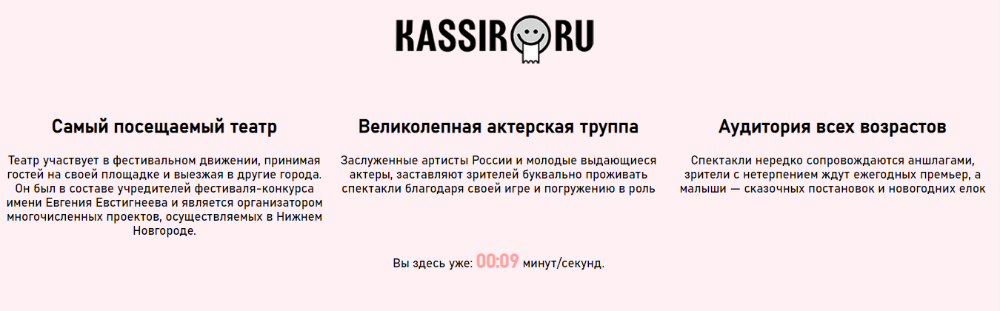 KASSIR.RU
Самый посещаемый театр
Театр участвует в фестивальном движении, принимая
гостей на своей площадке и выезжая в другие города.
Он был в составе учредителей фестиваля-конкурса
имени Евгения Евстигнеева и является организатором
многочисленных проектов, осуществляемых в Нижнем
Новгороде.
Великолепная актерская труппа
Заслуженные артисты России и молодые выдающиеся
актеры, заставляют зрителей буквально проживать
спектакли благодаря своей игре и погружению в роль
Аудитория всех возрастов
Спектакли нередко сопровождаются аншлагами,
зрители с нетерпением ждут ежегодных премьер, а
малыши — сказочных постановок и новогодних елок
Вы здесь уже: 00:09 минут/секунд.